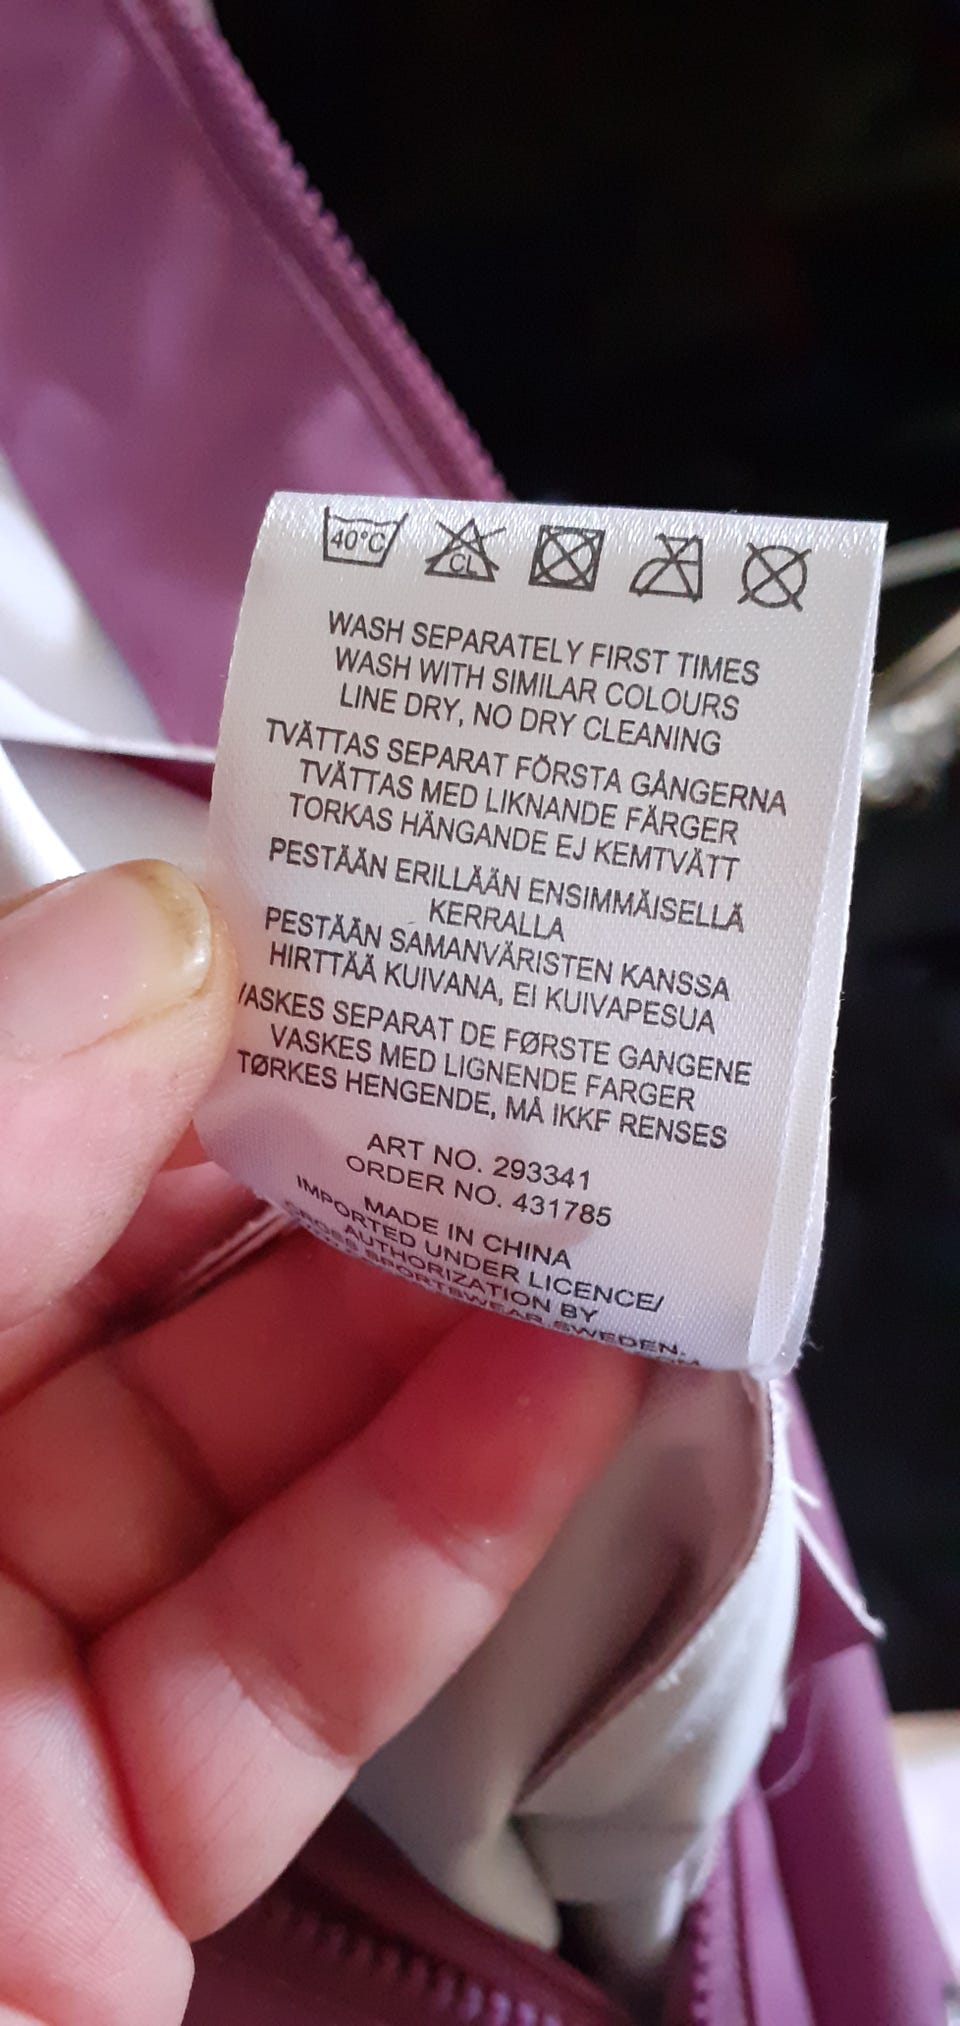 40°C
CL
WASH SEPARATELY FIRST TIMES
WASH WITH SIMILAR COLOURS
LINE DRY, NO DRY CLEANING
TVÄTTAS SEPARAT FÖRSTA GÅNGERNA
TVÄTTAS MED LIKNANDE FÄRGER
TORKAS HÄNGANDE EJ KEMTVÄTT
PESTÄÄN ERILLÄÄN ENSIMMÄISELLÄ
KERRALLA
PESTÄÄN SAMANVÄRISTEN KANSSA
HIRTTÄÄ KUIVANA, EI KUIVAPESUA
VASKES SEPARAT DE FØRSTE GANGENE
VASKES MED LIGNENDE FARGER
TØRKES HENGENDE, MÅ IKKF RENSES
ART NO. 293341
ORDER NO. 431785
MADE IN CHINA
IMPORTED UNDER LICENCE/
AUTHORIZATION BY
CROSS SPORTSWEAR SWEDEN.